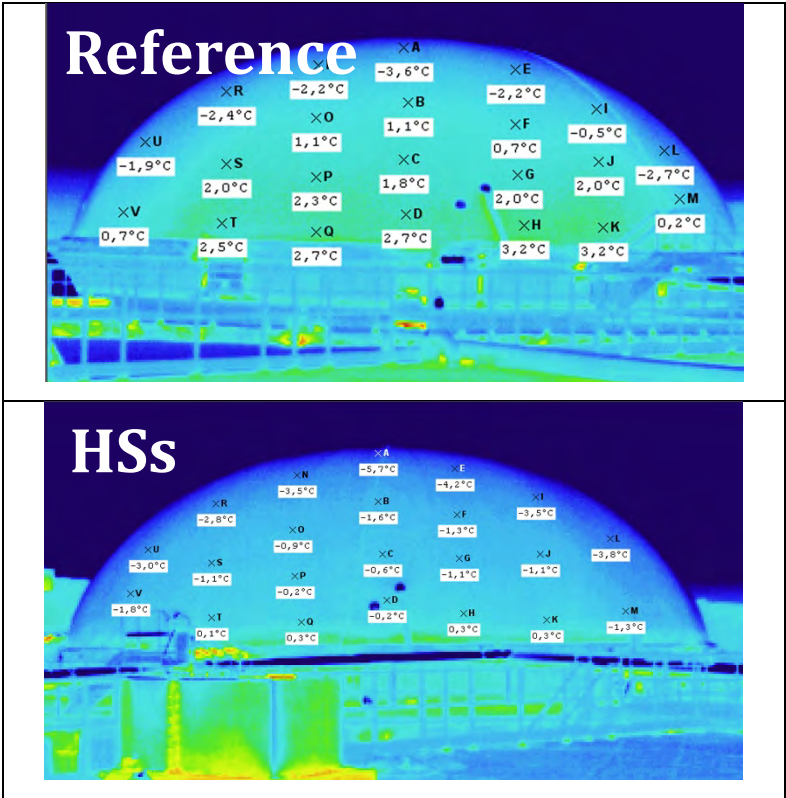 Reference
×A
-3,6°C
×
-2,2°C
×E
-2,2°C
×R
-2,4°C
×B
1,1°C
×I
-0,5°C
×O
1,1°C
×F
0,7°C
×U
-1,9°C
×L
-2,7°C
×S
2,0°C
×C
1,8°C
×J
2,0°C
×P
2,3°C
×G
2,0°C
×M
0,2°C
×V
0,7°C
×T
2,5°C
×D
2,7°C
×H
3,2°C
×K
3,2°C
×Q
2,7°C
HSs
×A
-5,7°C
×E
-4,2°C
×N
-3,5°C
×I
-3,5°C
×R
-2,8°C
×B
-1,6°C
×F
-1,3°C
×O
-0,9°C
×L
-3,8°C
×U
-3,0°C
×C
-0,6°C
×G
-1,1°C
×J
-1,1°C
×S
-1,1°C
×P
-0,2°C
×V
-1,8°C
×D
-0,2°C
×M
-1,3°C
×T
0,1°C
×H
0,3°C
×Q
0,3°C
×K
0,3°C